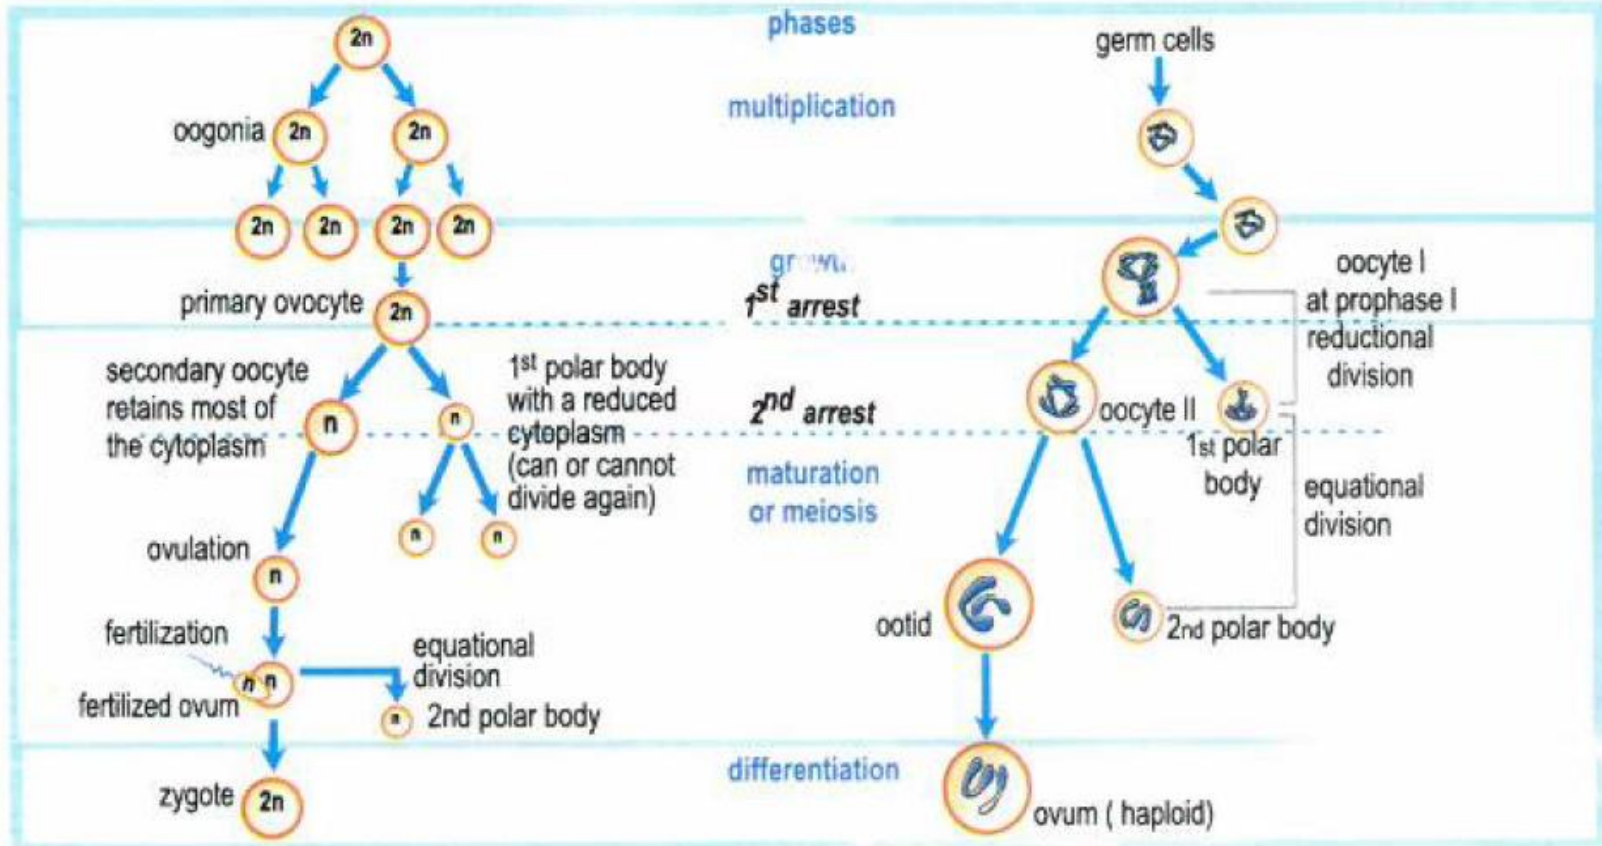 phases
2n
germ cells
multiplication
oogonia
2n
2n
2n
2n
2n
2n
growth
1st arrest
primary ovocyte
2n
oocyte I
at prophase I
reductional
division
secondary oocyte
retains most of
the cytoplasm
n
n
1st polar body
with a reduced
cytoplasm
(can or cannot
divide again)
2nd arrest
oocyte II
1st polar
body
maturation
or meiosis
equational
division
n
n
ovulation
n
fertilization
n
n
fertilized ovum
equational
division
n
2nd polar body
ootid
2nd polar body
differentiation
zygote
2n
ovum ( haploid)